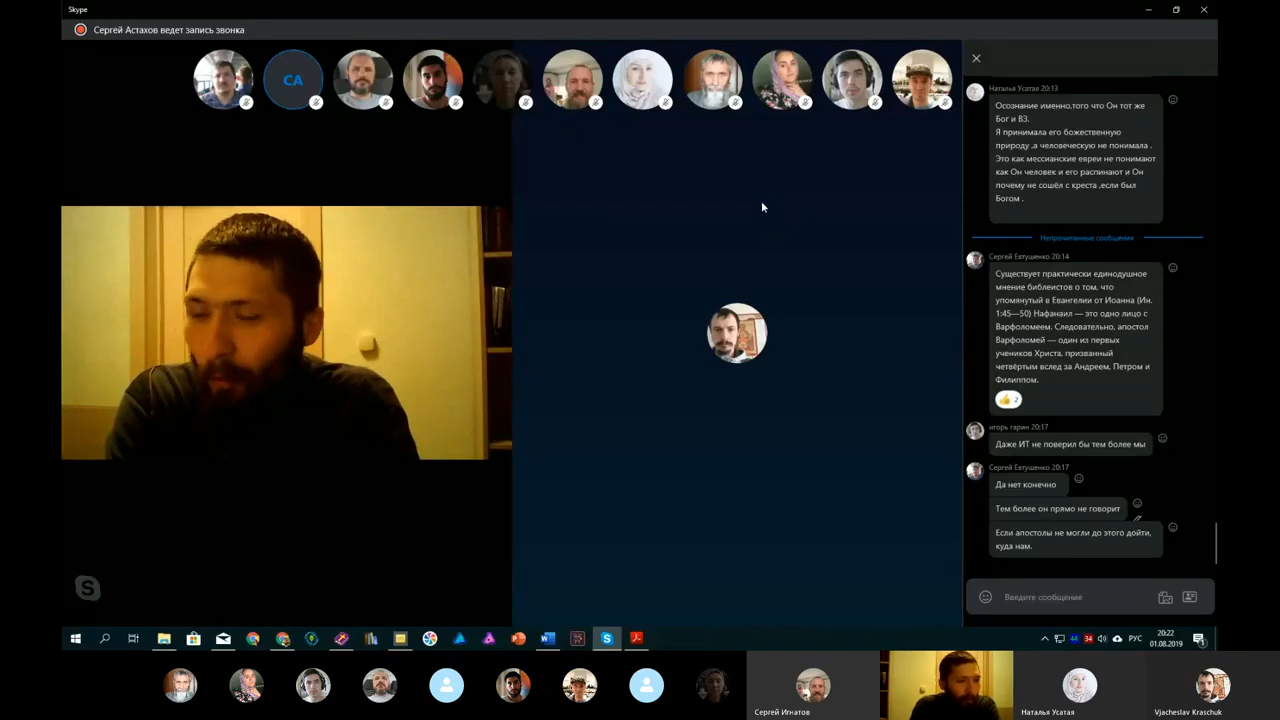 Skype
Сергей Астахов ведет запись звонка
CA
Наталья Усатая 20:13
Осознание именно,того что Он тот же
Бог и ВЗ.
Я принимала его божественную
природу ,а человеческую не понимала .
Это как мессианские евреи не понимают
как Он человек и его распинают и Он
почему не сошёл с креста ,если был
Богом .
Непрочитанные сообщения
Сергей Евтушенко 20:14
Существует практически единодушное
мнение библеистов о том, что
упомянутый в Евангелии от Иоанна (Ин.
1:45—50) Нафанаил — это одно лицо с
Варфоломеем. Следовательно, апостол
Варфоломей — один из первых
учеников Христа, призванный
четвёртым вслед за Андреем, Петром и
Филиппом.
2
игорь гарин 20:17
Даже ИТ не поверил бы тем более мы
Сергей Евтушенко 20:17
Да нет конечно
Тем более он прямо не говорит
Если апостолы не могли до этого дойти,
куда нам.
Введите сообщение
44
34
РУС
20:22
01.08.2019
Сергей Игнатов
Наталья Усатая
Vjacheslav Kraschuk